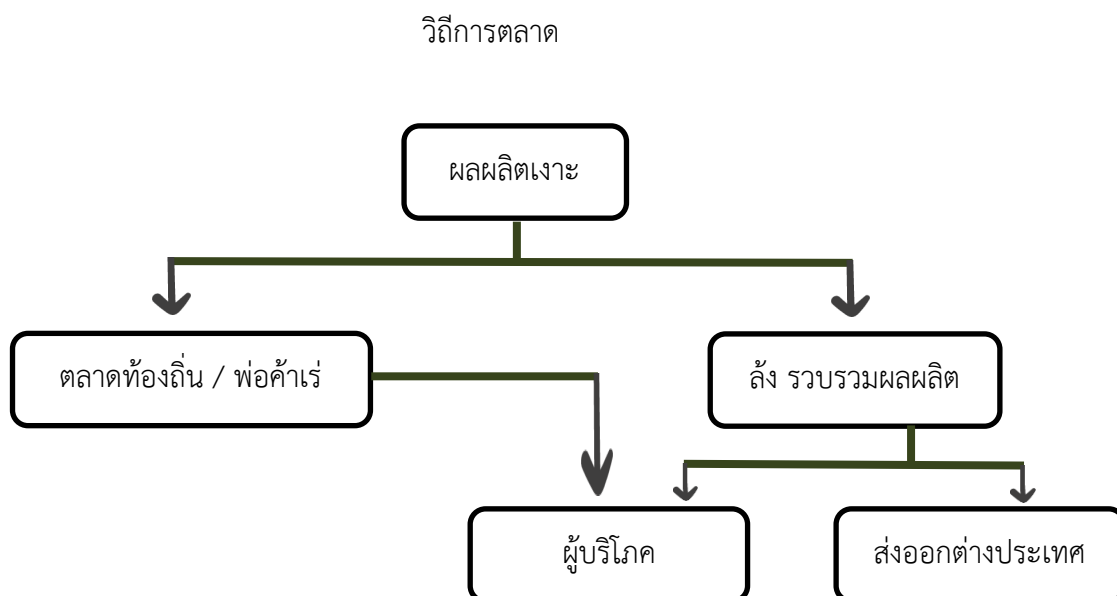 วิถีการตลาด
ผลผลิตเงาะ
ตลาดท้องถิ่น / พ่อค้าเร่
ล้ง รวบรวมผลผลิต
ผู้บริโภค
ส่งออกต่างประเทศ